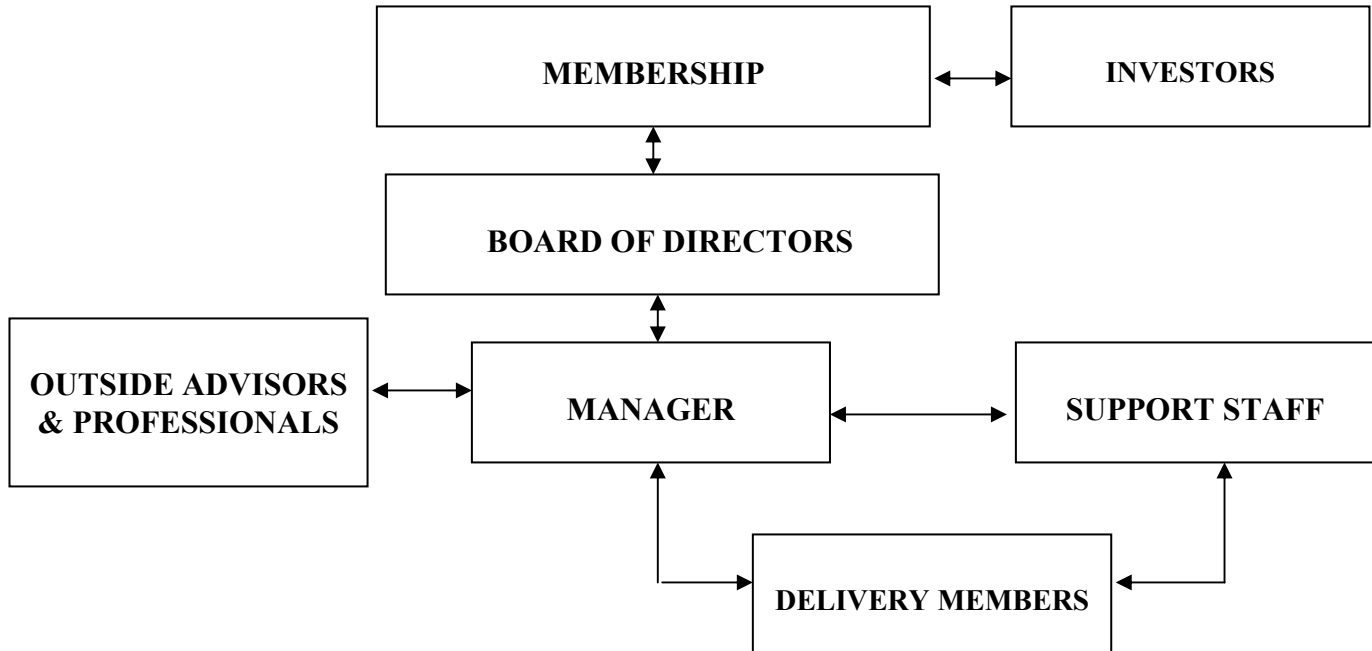 MEMBERSHIP
INVESTORS
BOARD OF DIRECTORS
OUTSIDE ADVISORS
& PROFESSIONALS
MANAGER
SUPPORT STAFF
DELIVERY MEMBERS